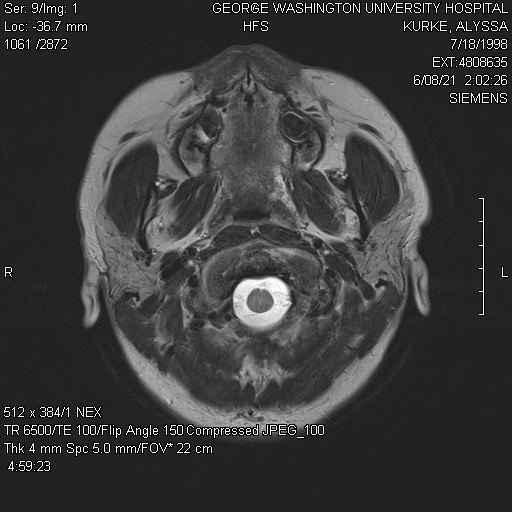 Ser: 9/Img: 1
Loc: -36.7 mm
1061 /2872
HFS
GEORGE WASHINGTON UNIVERSITY HOSPITAL
KURKE, ALYSSA
7/18/1998
EXT:4808635
6/08/21 2:02:26
SIEMENS
R
L
512 x 384/1 NEX
TR 6500/TE 100/Flip Angle 150 Compressed JPEG_100
Thk 4 mm Spc 5.0 mm/FOV* 22 cm
4:59:23